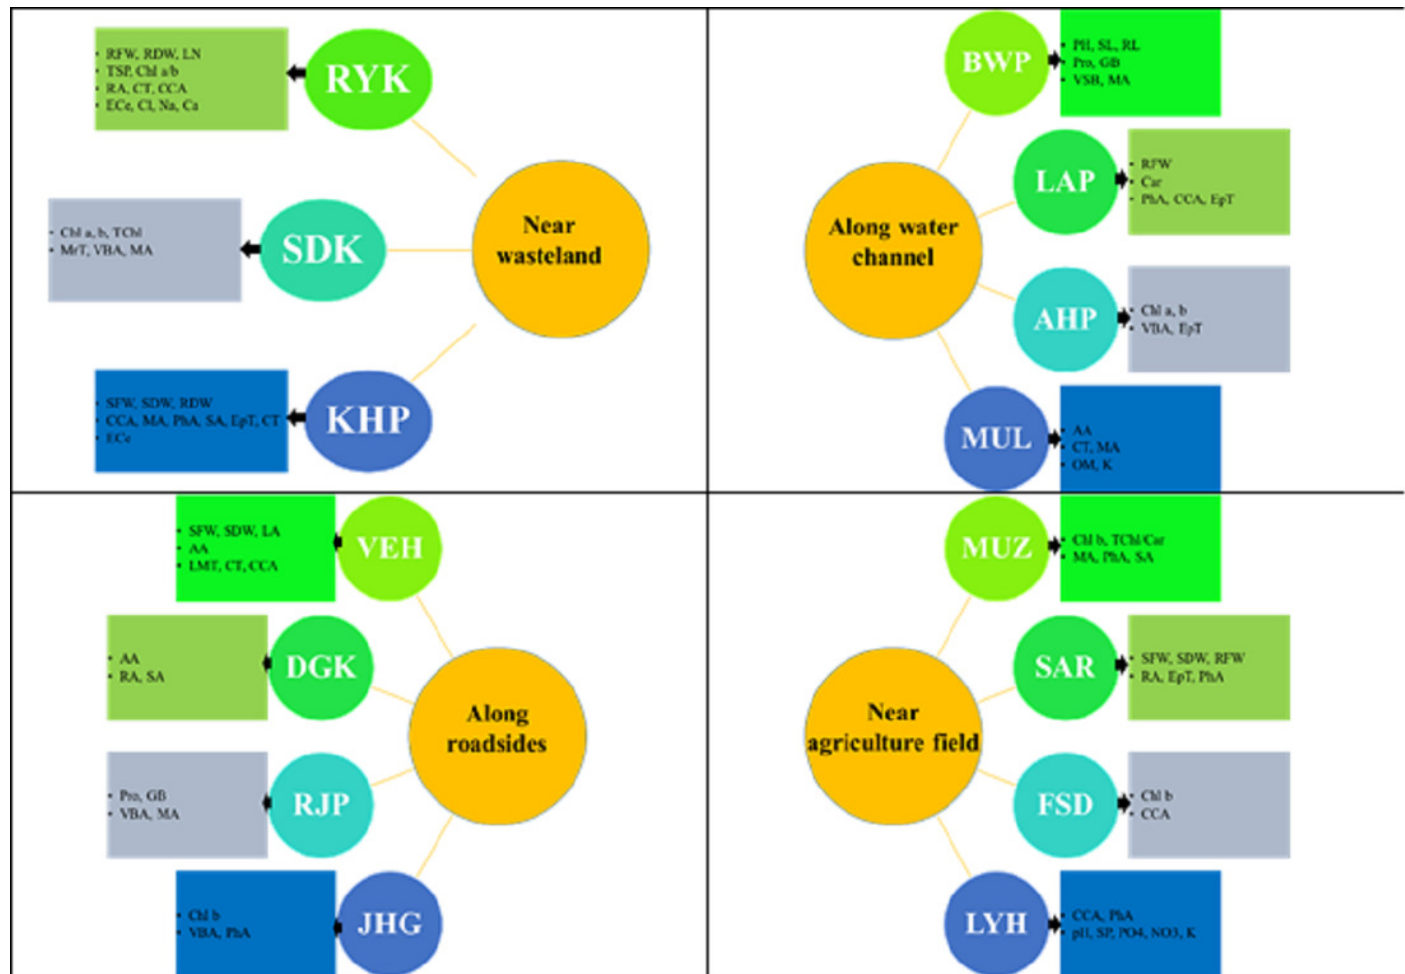 RYK
• RFW, RDW, LN
• TSP, Chl a/b
• RA, CT, CCA
• ECe, Cl, Na, Ca
SDK
• Chl a, b, TChl
• MrT, VBA, MA
KHP
• SFW, SDW, RDW
• CCA, MA, PhA, SA, EpT, CT
• ECe
Near
wasteland
BWP
• PH, SL, RL
• Pro, GB
• VSB, MA
LAP
• RFW
• Car
• PhA, CCA, EpT
AHP
• Chl a, b
• VBA, EpT
MUL
• AA
• CT, MA
• OM, K
Along water
channel
VEH
• SFW, SDW, LA
• AA
• LMT, CT, CCA
DGK
• AA
• RA, SA
RJP
• Pro, GB
• VBA, MA
JHG
• Chl b
• VBA, PhA
Along
roadsides
MUZ
• Chl b, TChl/Car
• MA, PhA, SA
SAR
• SFW, SDW, RFW
• RA, EpT, PhA
FSD
• Chl b
• CCA
LYH
• CCA, PhA
• pH, SP, PO4, NO3, K
Near
agriculture field